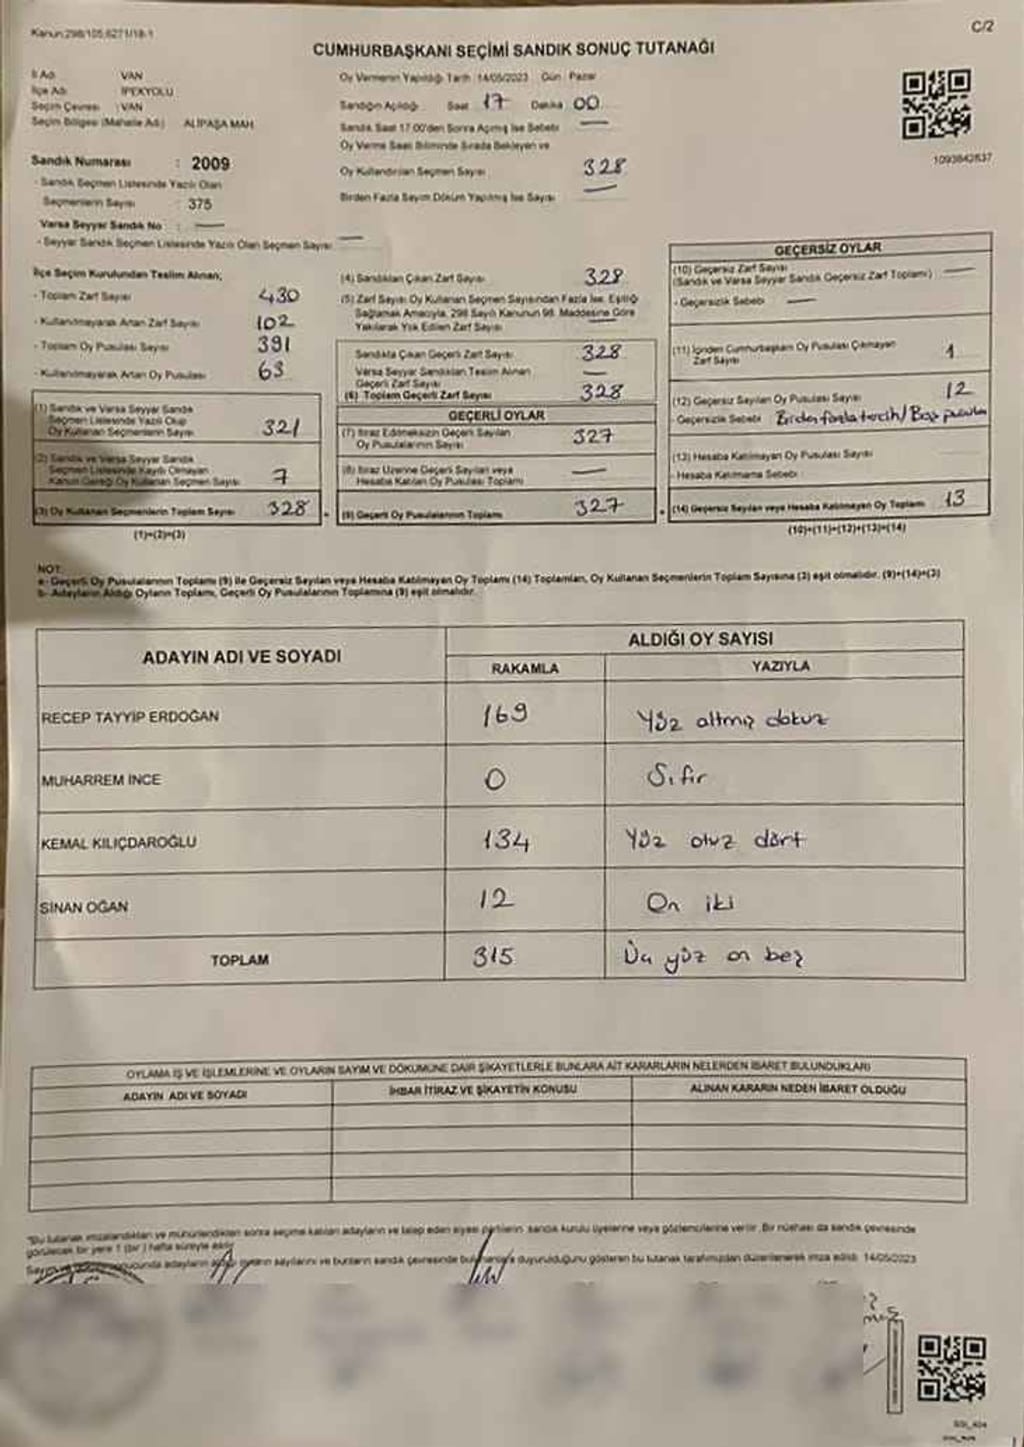 Kanun:298/105,6271/18-1
C/2
CUMHURBAŞKANI SEÇİMİ SANDIK SONUÇ TUTANAĞI
İl Adı VAN
İlçe Adı İPEKYOLU
Seçim Çevresi : VAN
Seçim Bölgesi (Mahalle Adı) ALİPAŞA MAH.
Sandık Numarası : 2009
- Sandık Seçmen Listesinde Yazılı Olan
Seçmenlerin Sayısı : 375
Varsa Seyyar Sandık No : —
- Seyyar Sandık Seçmen Listesinde Yazılı Olan Seçmen Sayısı —
Oy Vermenin Yapıldığı Tarih : 14/05/2023 Gün : Pazar
Sandığın Açıldığı Saat 17 Dakika 00
Sandık Saat 17.00'den Sonra Açılmış İse Sebebi —
Oy Verme Saati Bitiminde Sırada Bekleyen ve
Oy Kullandırılan Seçmen Sayısı 328
Birden Fazla Sayım Döküm Yapılmış İse Sayısı —
1093842637
İlçe Seçim Kurulundan Teslim Alınan;
- Toplam Zarf Sayısı 430
- Kullanılmayarak Artan Zarf Sayısı 102
- Toplam Oy Pusulası Sayısı 391
- Kullanılmayarak Artan Oy Pusulası 63
(1) Sandık ve Varsa Seyyar Sandık
Seçmen Listesinde Yazılı Olup
Oy Kullanan Seçmenlerin Sayısı 321
(2) Sandık ve Varsa Seyyar Sandık
Seçmen Listesinde Kayıtlı Olmayan
Kanun Gereği Oy Kullanan Seçmen Sayısı 7
(3) Oy Kullanan Seçmenlerin Toplam Sayısı 328
(1)+(2)=(3)
(4) Sandıktan Çıkan Zarf Sayısı 328
(5) Zarf Sayısı Oy Kullanan Seçmen Sayısından Fazla İse, Eşitliği
Sağlamak Amacıyla, 298 Sayılı Kanunun 98. Maddesine Göre
Yakılarak Yok Edilen Zarf Sayısı —
Sandıkta Çıkan Geçerli Zarf Sayısı 328
Varsa Seyyar Sandıktan Teslim Alınan
Geçerli Zarf Sayısı —
(6) Toplam Geçerli Zarf Sayısı 328
GEÇERLİ OYLAR
(7) İtiraz Edilmeksizin Geçerli Sayılan
Oy Pusulalarının Sayısı 327
(8) İtiraz Üzerine Geçerli Sayılan veya
Hesaba Katılan Oy Pusulası Toplamı —
(9) Geçerli Oy Pusulalarının Toplamı 327
GEÇERSİZ OYLAR
(10) Geçersiz Zarf Sayısı
(Sandık ve Varsa Seyyar Sandık Geçersiz Zarf Toplamı) —
- Geçersizlik Sebebi —
(11) İçinden Cumhurbaşkanı Oy Pusulası Çıkmayan
Zarf Sayısı 1
(12) Geçersiz Sayılan Oy Pusulası Sayısı 12
- Geçersizlik Sebebi Birden fazla tercih/Boş pusula
(13) Hesaba Katılmayan Oy Pusulası Sayısı
- Hesaba Katılmama Sebebi
(14) Geçersiz Sayılan veya Hesaba Katılmayan Oy Toplamı 13
(10)+(11)+(12)+(13)=(14)
NOT:
a- Geçerli Oy Pusulalarının Toplamı (9) ile Geçersiz Sayılan veya Hesaba Katılmayan Oy Toplamı (14) Toplamları, Oy Kullanan Seçmenlerin Toplam Sayısına (3) eşit olmalıdır. (9)+(14)=(3)
b- Adayların Aldığı Oyların Toplamı, Geçerli Oy Pusulalarının Toplamına (9) eşit olmalıdır.
ADAYIN ADI VE SOYADI
ALDIĞI OY SAYISI
RAKAMLA YAZIYLA
RECEP TAYYİP ERDOĞAN 169 Yüz altmış dokuz
MUHARREM İNCE 0 Sıfır
KEMAL KILIÇDAROĞLU 134 Yüz otuz dört
SİNAN OĞAN 12 On iki
TOPLAM 315 Üç yüz on beş
OYLAMA İŞ VE İŞLEMLERİNE VE OYLARIN SAYIM VE DÖKÜMÜNE DAİR ŞİKAYETLERLE BUNLARA AİT KARARLARIN NELERDEN İBARET BULUNDUKLARI
ADAYIN ADI VE SOYADI İHBAR İTİRAZ VE ŞİKAYETİN KONUSU ALINAN KARARIN NEDEN İBARET OLDUĞU
"Bu tutanak imzalandıktan ve mühürlendikten sonra seçime katılan adayların ve talep eden siyasi partilerin sandık kurulu üyelerine veya gözlemcilerine verilir. Bir nüshası da sandık çevresinde
görülecek bir yere 1 (bir) hafta süreyle asılır.
adayların sayılarını ve bunların sandık çevresinde duyurulduğunu gösteren bu tutanak tarafımızdan düzenlenerek imza edildi. 14/05/2023